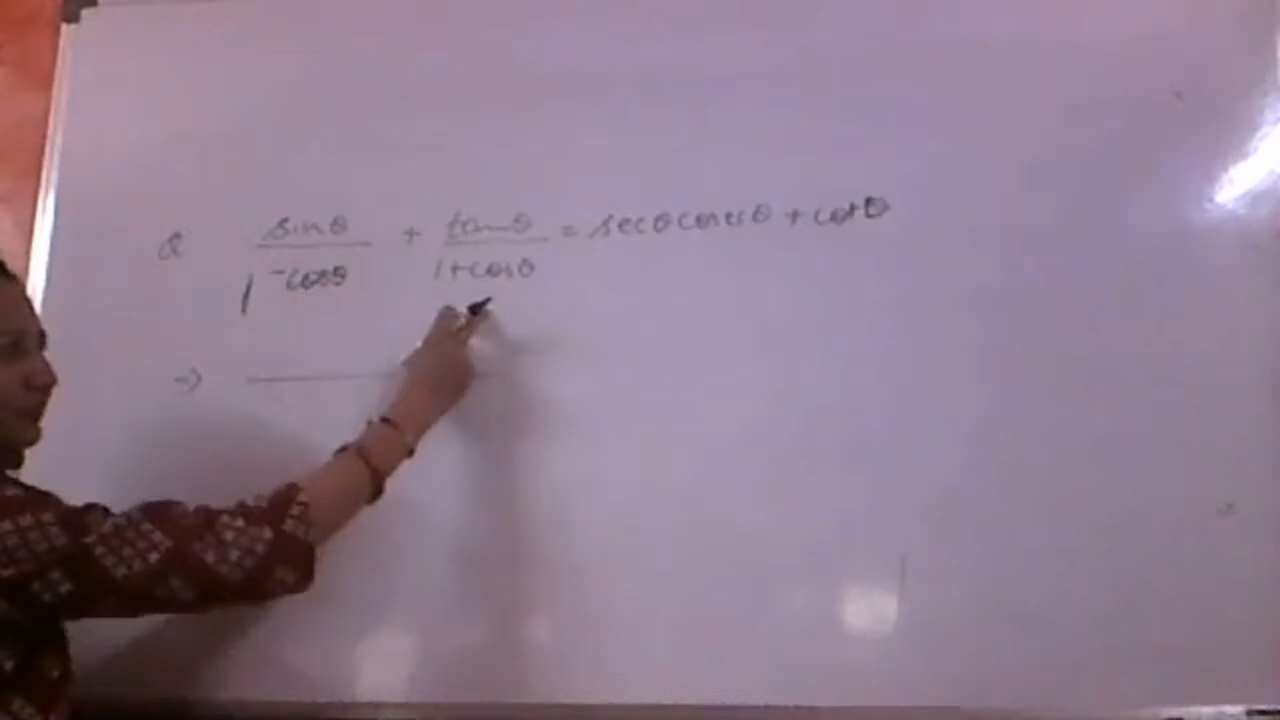 Q sinθ/1-cosθ + tanθ/1+cosθ = secθcosecθ + cotθ
⇒